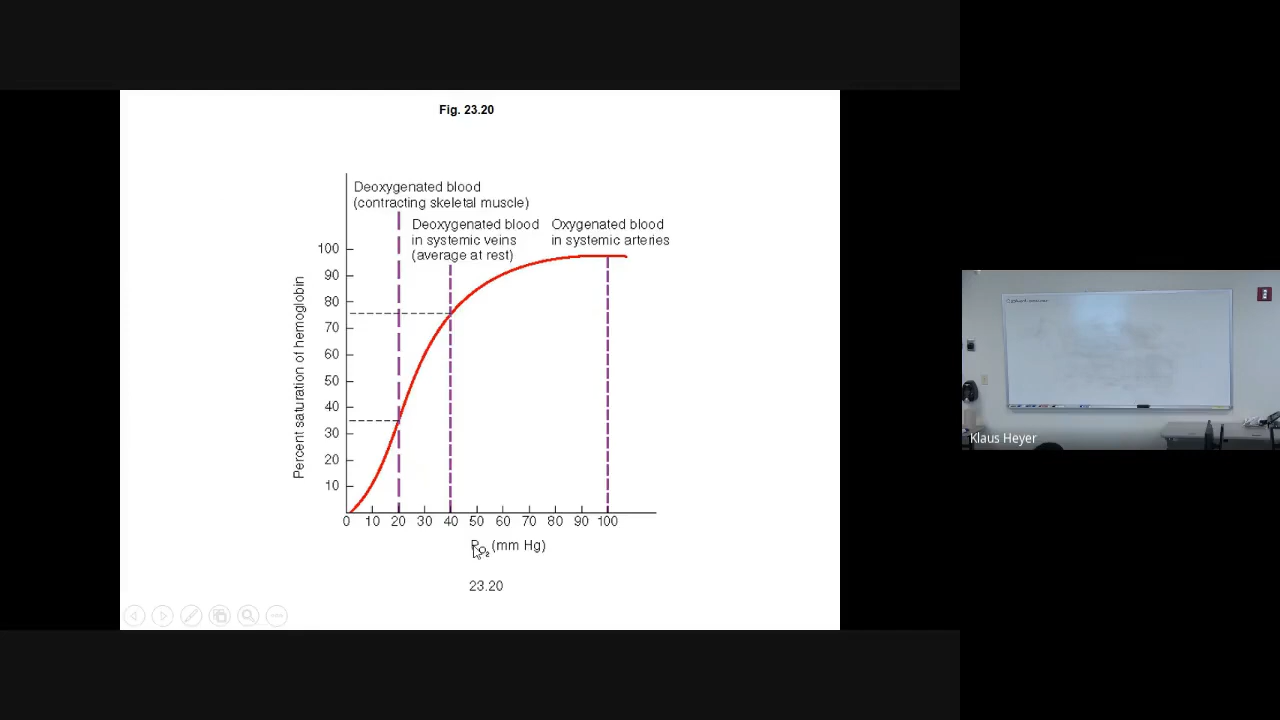 Fig. 23.20
Deoxygenated blood
(contracting skeletal muscle)
Deoxygenated blood
in systemic veins
(average at rest)
Oxygenated blood
in systemic arteries
Percent saturation of hemoglobin
100
90
80
70
60
50
40
30
20
10
0 10 20 30 40 50 60 70 80 90 100
PO₂ (mm Hg)
23.20
Klaus Heyer